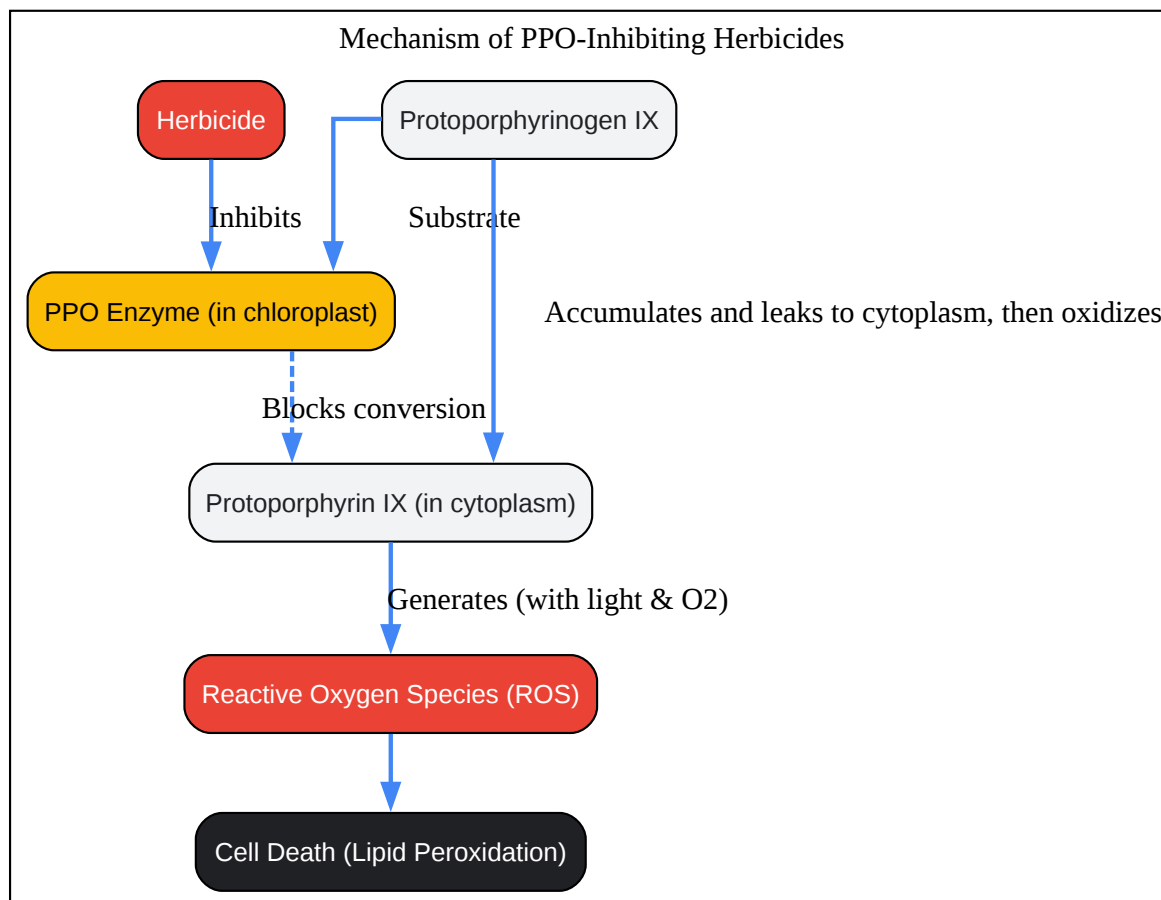 Mechanism of PPO-Inhibiting Herbicides
Herbicide
Protoporphyrinogen IX
Inhibits
Substrate
PPO Enzyme (in chloroplast)
Accumulates and leaks to cytoplasm, then oxidizes
Blocks conversion
Protoporphyrin IX (in cytoplasm)
Generates (with light & O2)
Reactive Oxygen Species (ROS)
Cell Death (Lipid Peroxidation)